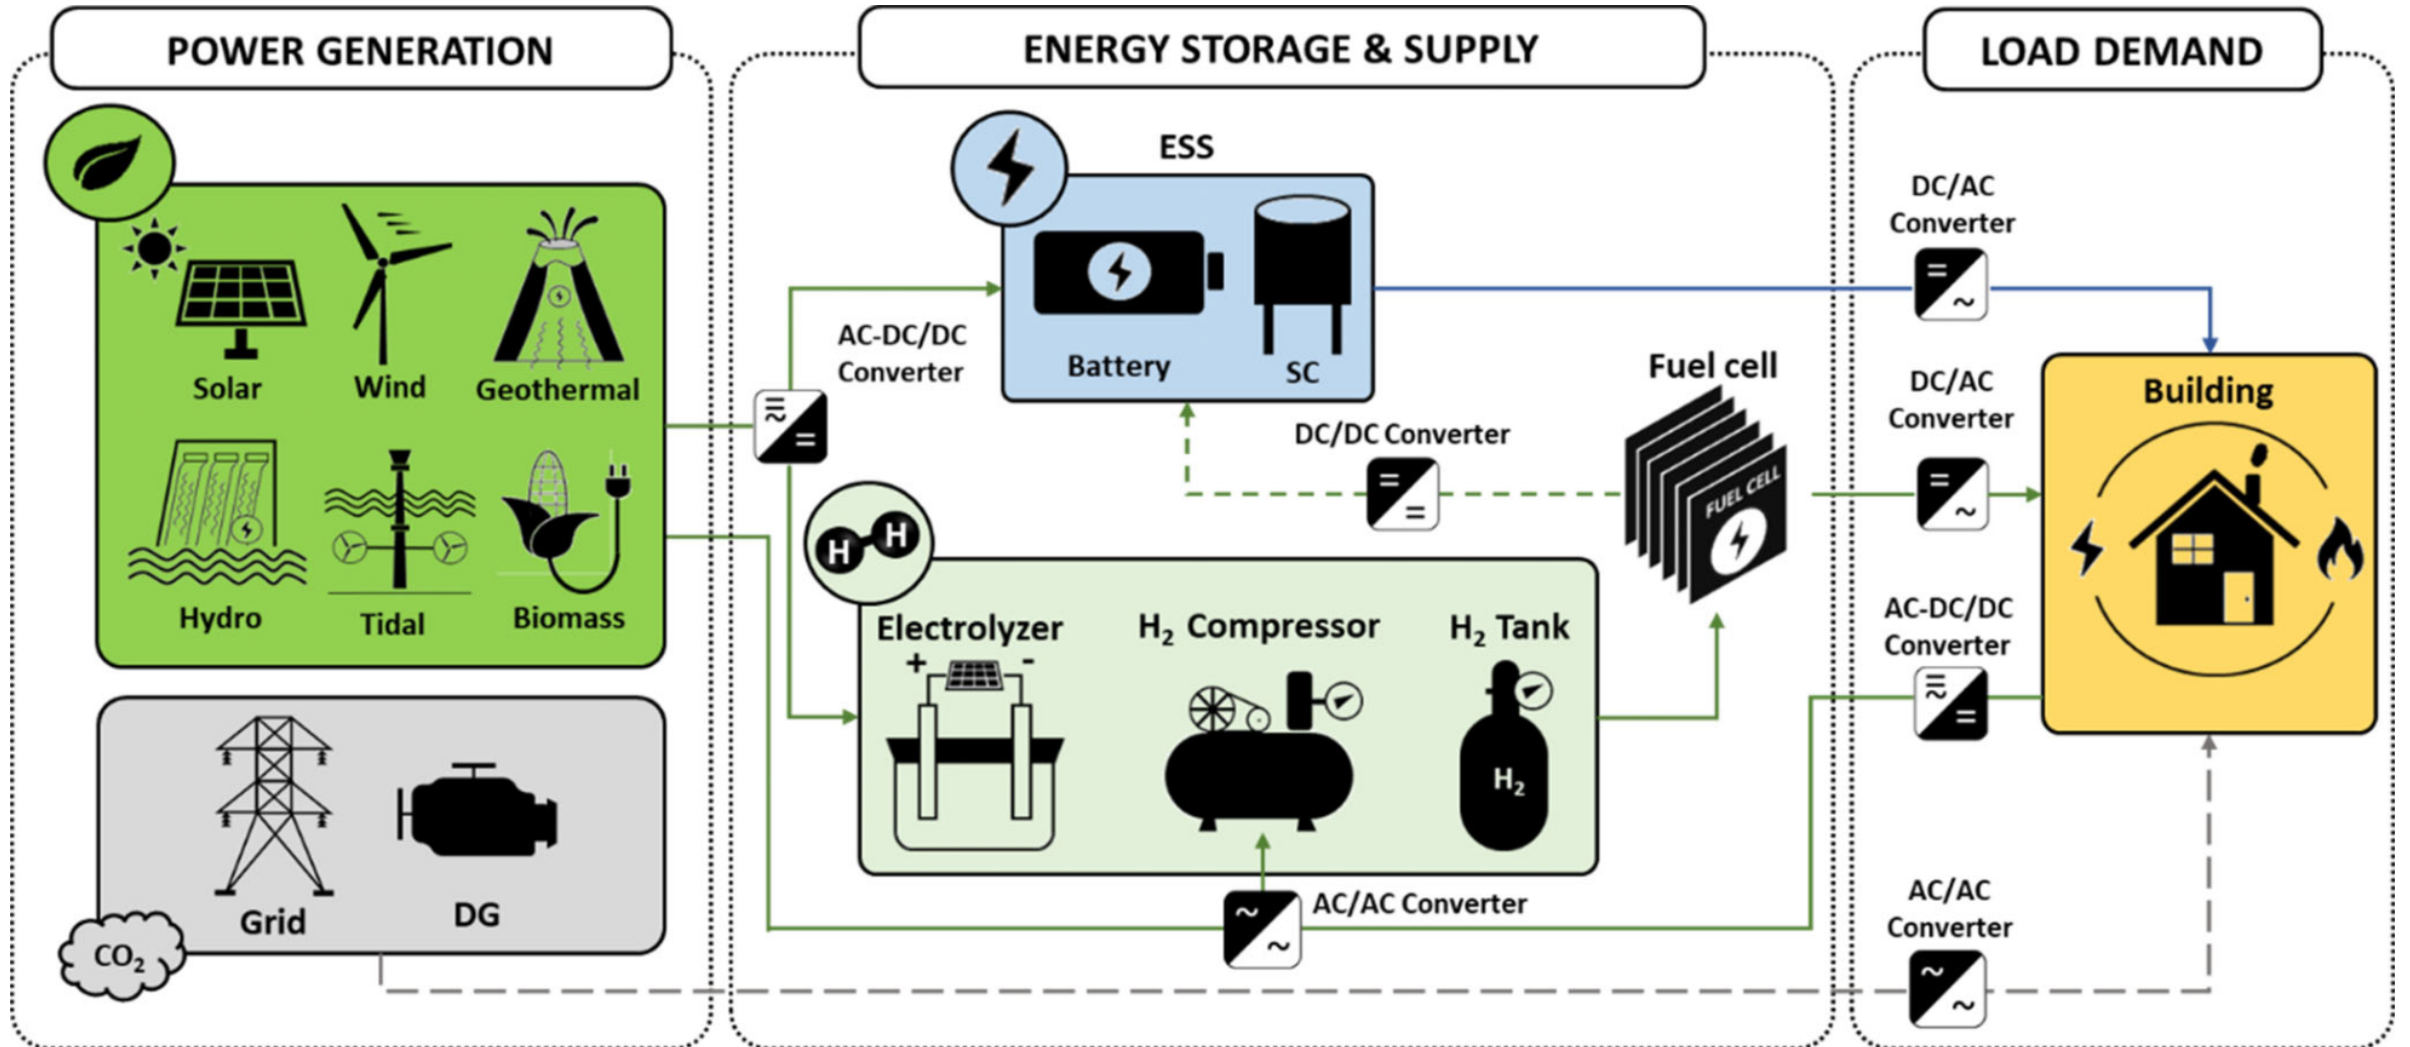 POWER GENERATION
Solar
Wind
Geothermal
Hydro
Tidal
Biomass
Grid
DG
CO₂
ENERGY STORAGE & SUPPLY
ESS
Battery
SC
AC-DC/DC
Converter
=
~
=
DC/DC Converter
=
=
Fuel cell
FUEL CELL
H
H
Electrolyzer
+
-
H₂ Compressor
H₂ Tank
H₂
AC/AC Converter
~
~
LOAD DEMAND
DC/AC
Converter
=
~
DC/AC
Converter
=
~
AC-DC/DC
Converter
=
~
=
AC/AC
Converter
~
~
Building